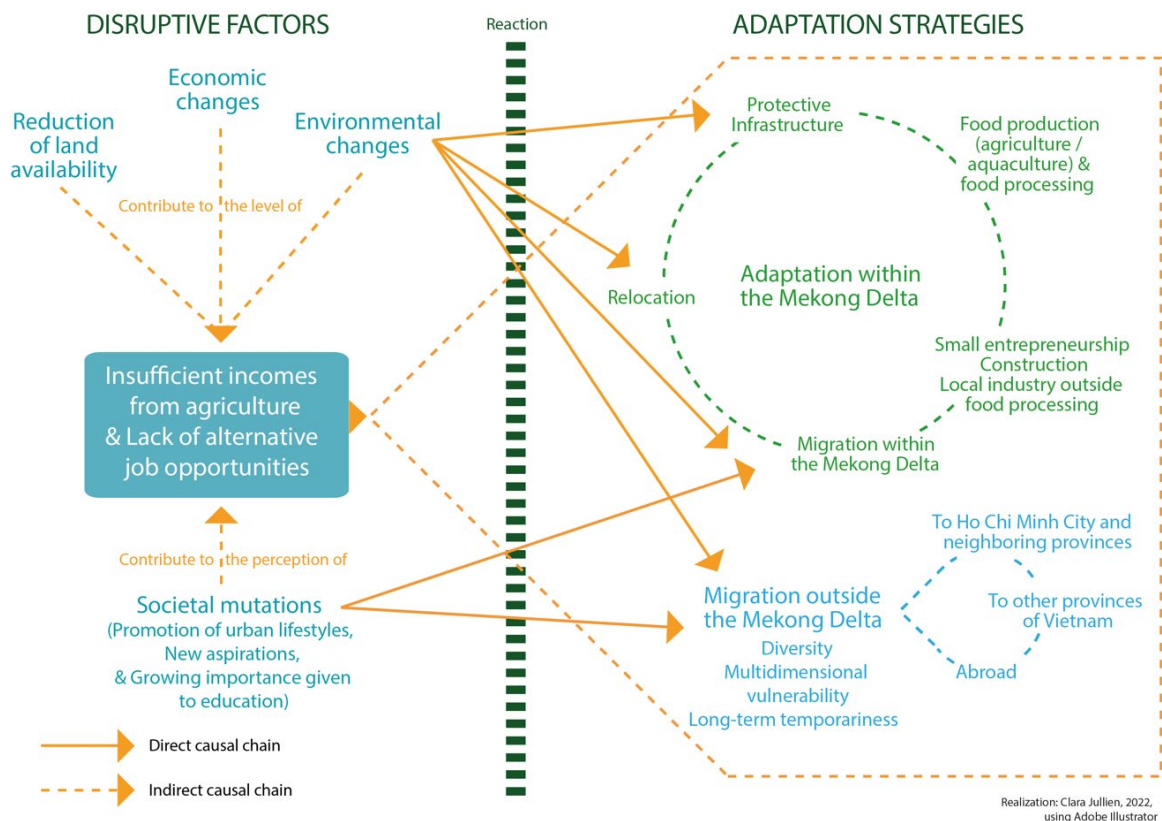 DISRUPTIVE FACTORS
Reaction
ADAPTATION STRATEGIES
Economic
changes
Reduction
of land
availability
Environmental
changes
Contribute to the level of
Insufficient incomes
from agriculture
& Lack of alternative
job opportunities
Contribute to the perception of
Societal mutations
(Promotion of urban lifestyles,
New aspirations,
& Growing importance given
to education)
Direct causal chain
Indirect causal chain
Protective
Infrastructure
Food production
(agriculture /
aquaculture) &
food processing
Adaptation within
the Mekong Delta
Relocation
Small entrepreneurship
Construction
Local industry outside
food processing
Migration within
the Mekong Delta
To Ho Chi Minh City and
neighboring provinces
Migration outside
the Mekong Delta
Diversity
Multidimensional
vulnerability
Long-term temporariness
To other provinces
of Vietnam
Abroad
Realization: Clara Jullien, 2022,
using Adobe Illustrator